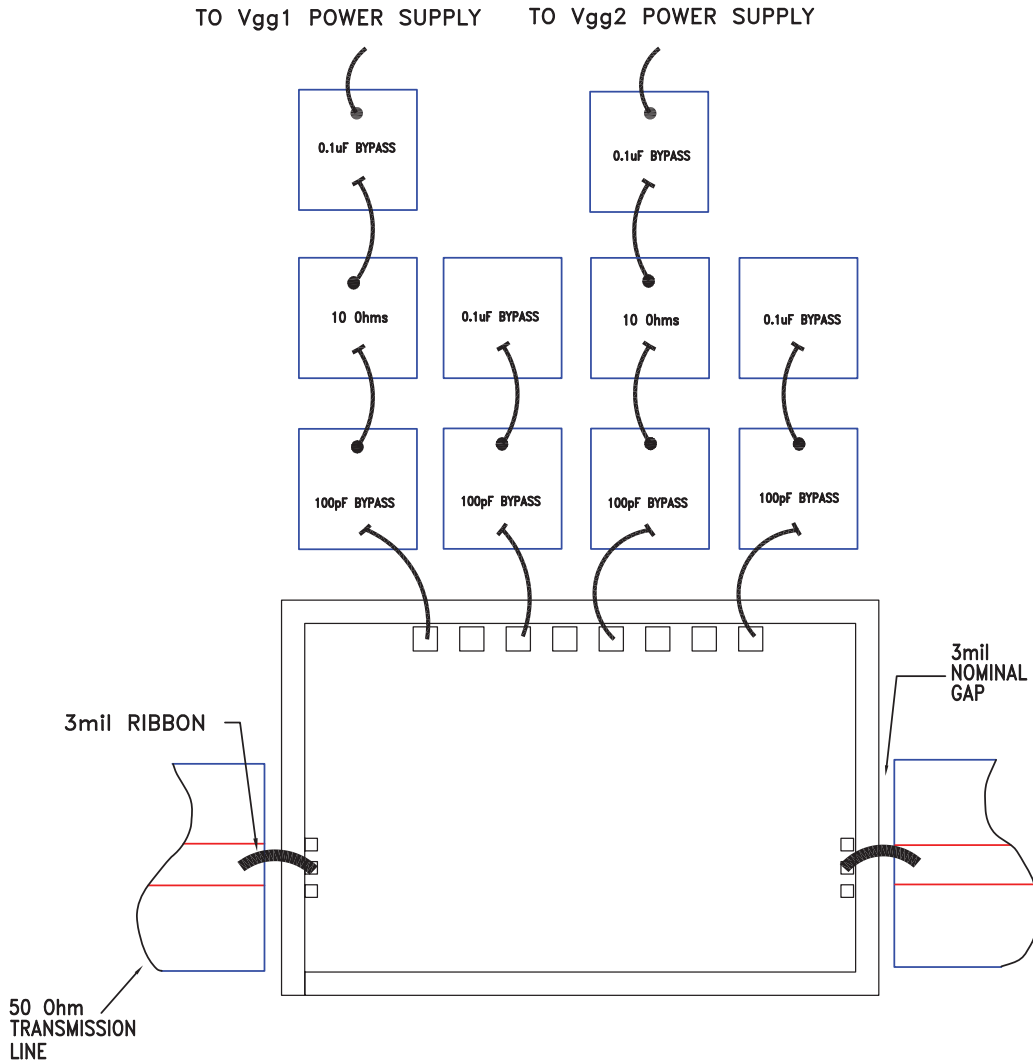 TO Vgg1 POWER SUPPLY
TO Vgg2 POWER SUPPLY
0.1uF BYPASS
0.1uF BYPASS
10 Ohms
0.1uF BYPASS
10 Ohms
0.1uF BYPASS
100pF BYPASS
100pF BYPASS
100pF BYPASS
100pF BYPASS
3mil
NOMINAL
GAP
3mil RIBBON
50 Ohm
TRANSMISSION
LINE